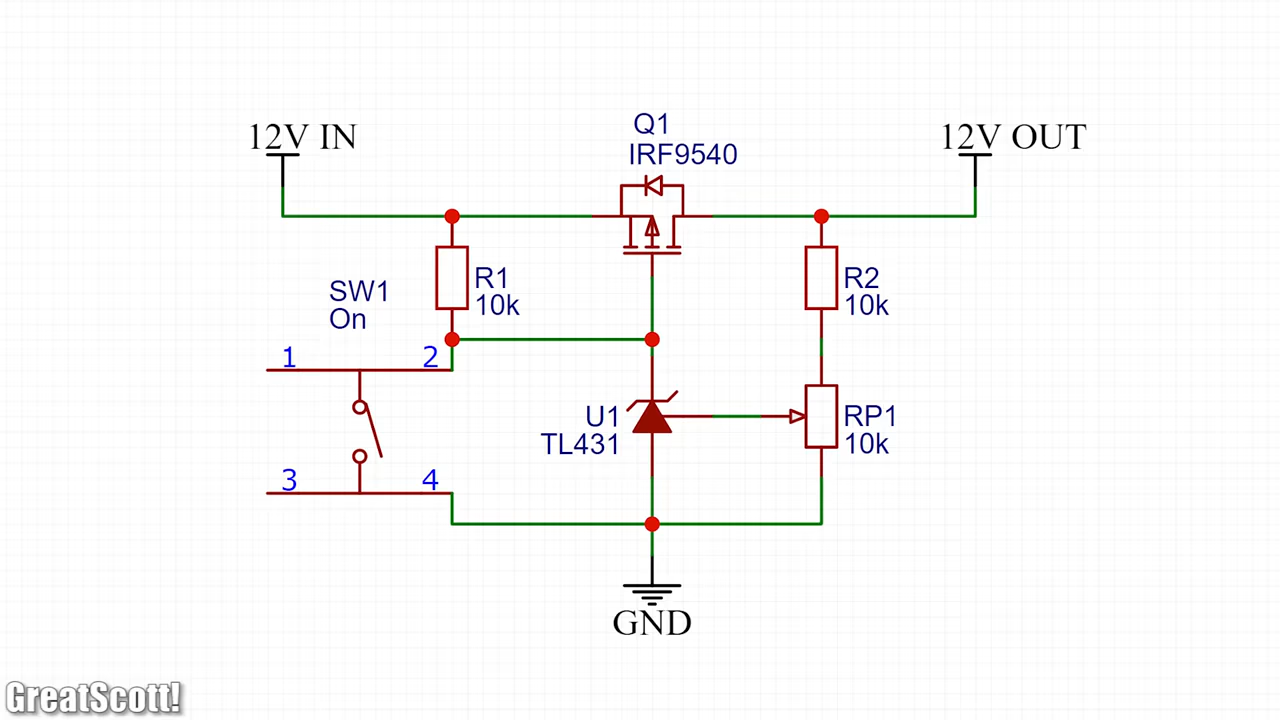 12V IN
Q1
IRF9540
12V OUT
SW1
On
R1
10k
R2
10k
1
2
U1
TL431
RP1
10k
3
4
GND
GreatScott!